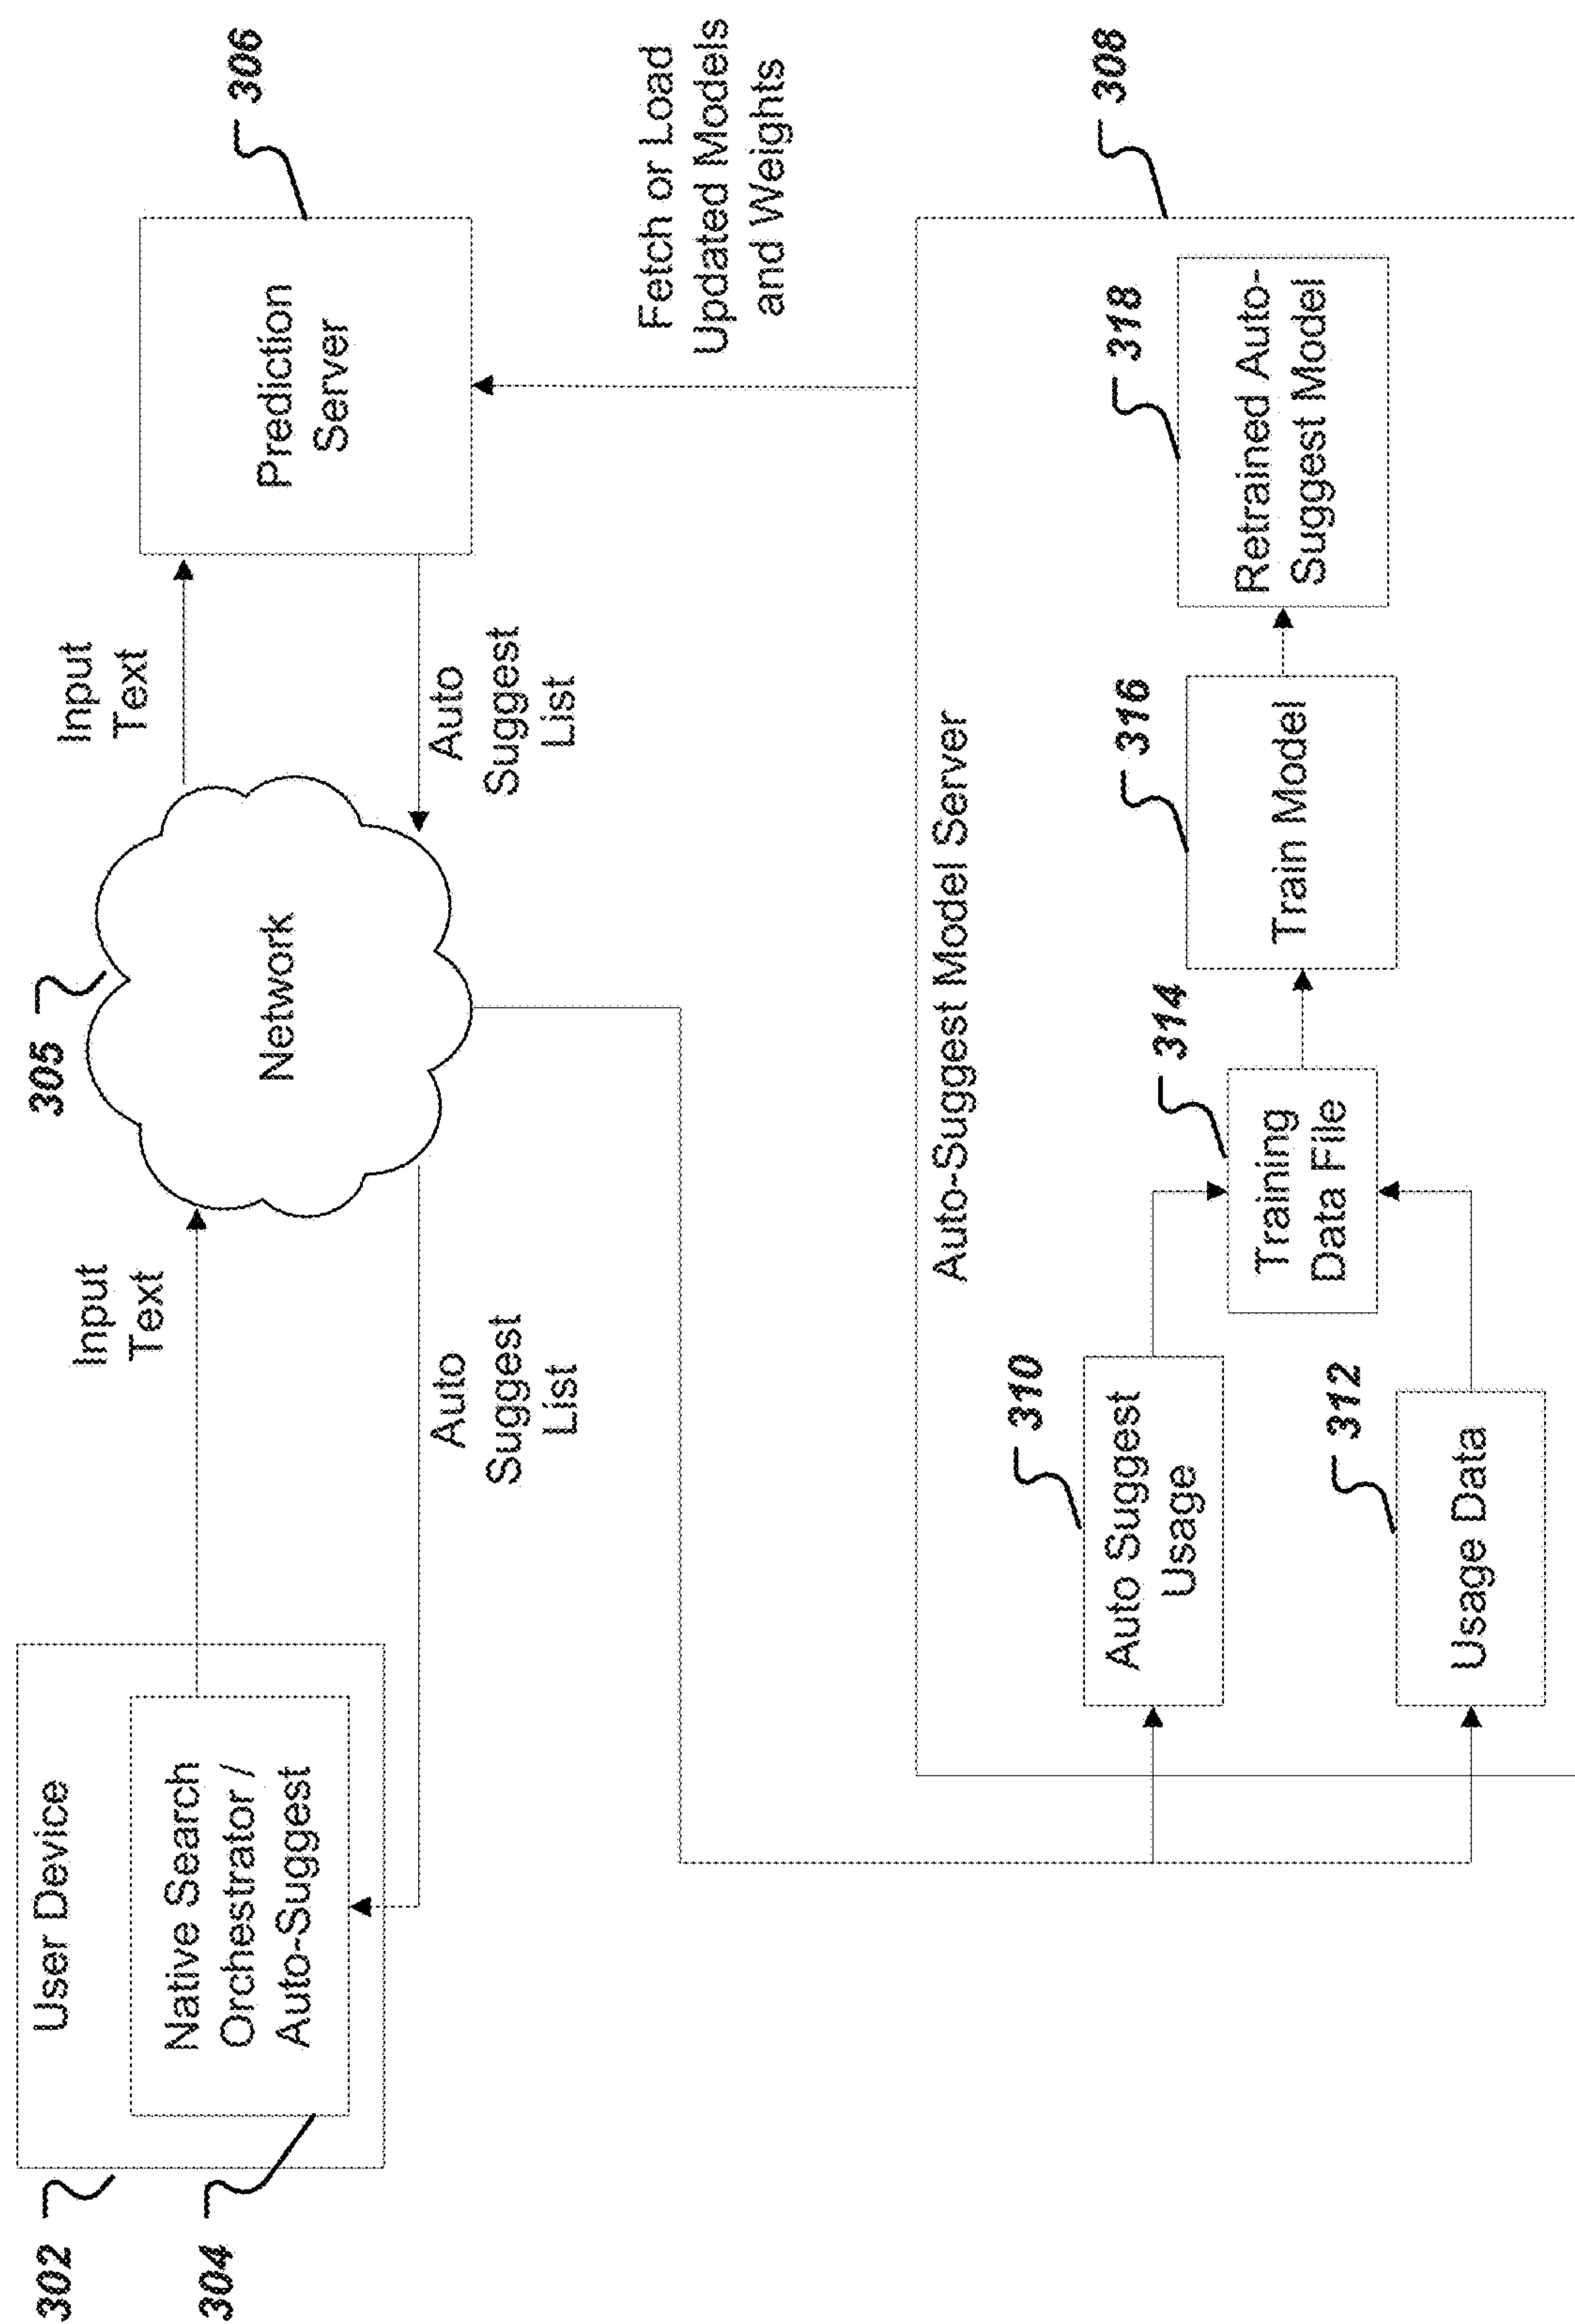 302
User Device
304
Native Search
Orchestrator /
Auto-Suggest
Input
Text
Auto
Suggest
List
305
Network
Input
Text
Auto
Suggest
List
306
Prediction
Server
Fetch or Load
Updated Models
and Weights
308
Auto-Suggest Model Server
310
Auto Suggest
Usage
312
Usage Data
314
Training
Data File
316
Train Model
318
Retrained Auto-
Suggest Model